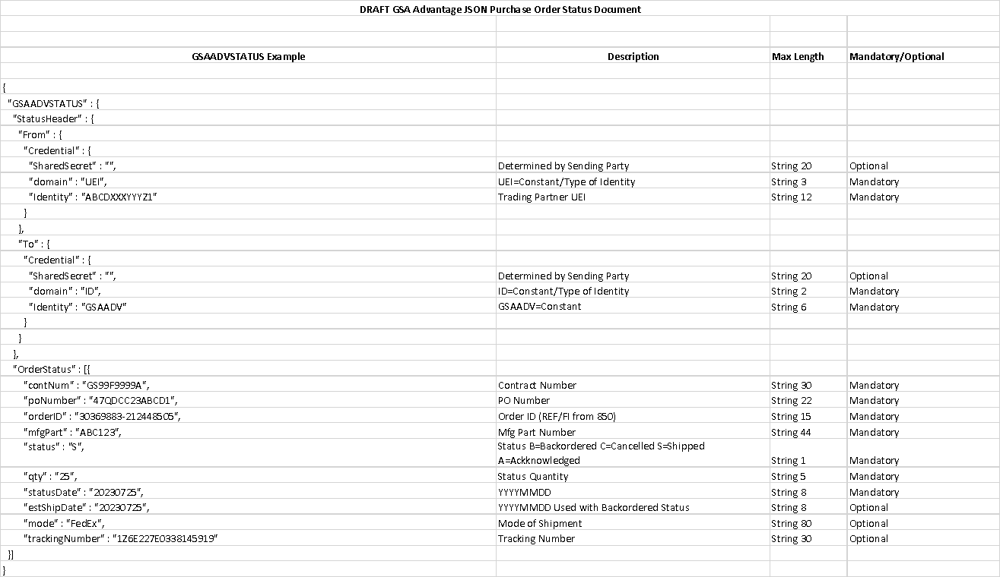 DRAFT GSA Advantage JSON Purchase Order Status Document
GSAADVSTATUS Example Description Max Length Mandatory/Optional
{
"GSAADVSTATUS" : {
"StatusHeader" : {
"From" : {
"Credential" : {
"SharedSecret" : "", Determined by Sending Party String 20 Optional
"domain" : "UEI", UEI=Constant/Type of Identity String 3 Mandatory
"Identity" : "ABCDXXXYYYZ1" Trading Partner UEI String 12 Mandatory
}
},
"To" : {
"Credential" : {
"SharedSecret" : "", Determined by Sending Party String 20 Optional
"domain" : "ID", ID=Constant/Type of Identity String 2 Mandatory
"Identity" : "GSAADV" GSAADV=Constant String 6 Mandatory
}
}
},
"OrderStatus" : [{
"contNum" : "GS99F9999A", Contract Number String 30 Mandatory
"poNumber" : "47QDCC23ABCD1", PO Number String 22 Mandatory
"orderID" : "30369883-212448505", Order ID (REF/FI from 850) String 15 Mandatory
"mfgPart" : "ABC123", Mfg Part Number String 44 Mandatory
"status" : "S", Status B=Backordered C=Cancelled S=Shipped
A=Ackknowledged String 1 Mandatory
"qty" : "25", Status Quantity String 5 Mandatory
"statusDate" : "20230725", YYYYMMDD String 8 Mandatory
"estShipDate" : "20230725", YYYYMMDD Used with Backordered Status String 8 Optional
"mode" : "FedEx", Mode of Shipment String 80 Optional
"trackingNumber" : "1Z6E227E0338145919" Tracking Number String 30 Optional
}]
}